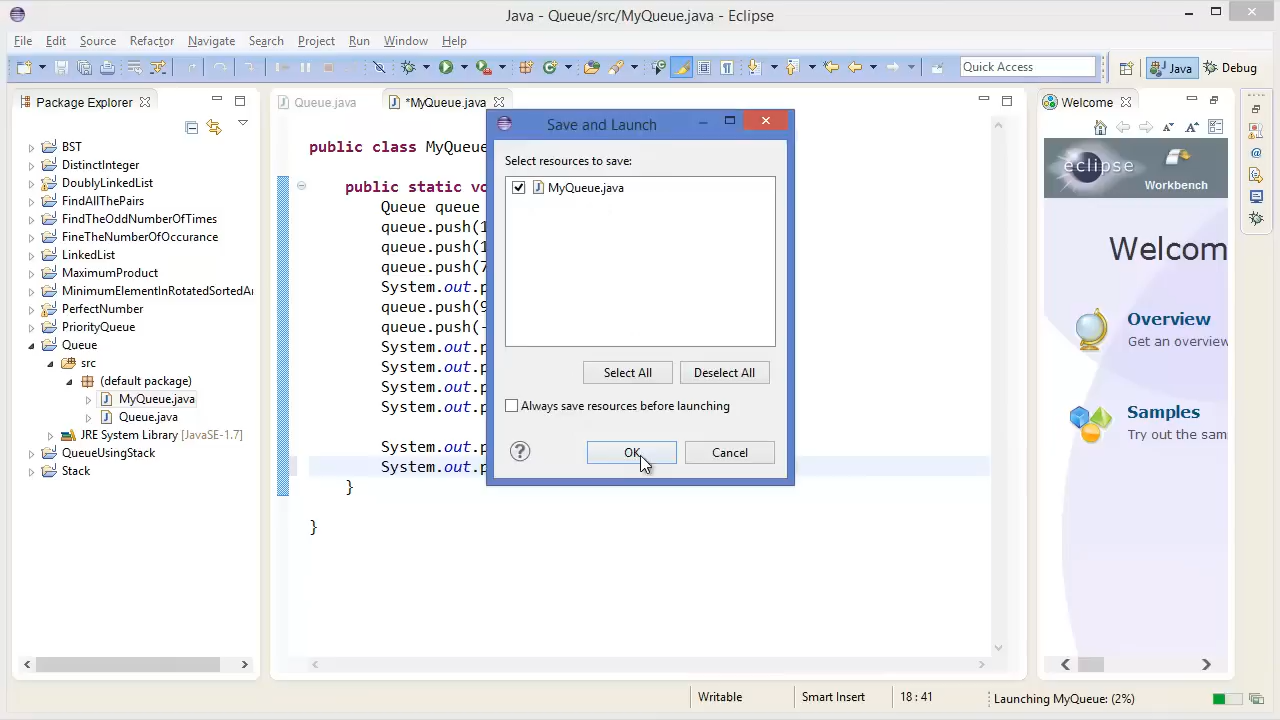 Java - Queue/src/MyQueue.java - Eclipse
File Edit Source Refactor Navigate Search Project Run Window Help
Quick Access
Java
Debug
Package Explorer
BST
DistinctInteger
DoublyLinkedList
FindAllThePairs
FindTheOddNumberOfTimes
FineTheNumberOfOccurance
LinkedList
MaximumProduct
MinimumElementInRotatedSortedAr
PerfectNumber
PriorityQueue
Queue
src
(default package)
MyQueue.java
Queue.java
JRE System Library [JavaSE-1.7]
QueueUsingStack
Stack
Queue.java
*MyQueue.java
public class MyQueue
public static vo
Queue queue
queue.push(1
queue.push(1
queue.push(7
System.out.p
queue.push(9
queue.push(-
System.out.p
System.out.p
System.out.p
System.out.p
System.out.p
System.out.p
}
}
Save and Launch
Select resources to save:
MyQueue.java
Select All
Deselect All
Always save resources before launching
?
OK
Cancel
Welcome
eclipse
Workbench
Welcom
Overview
Get an overview
Samples
Try out the sam
Writable
Smart Insert
18 : 41
Launching MyQueue: (2%)